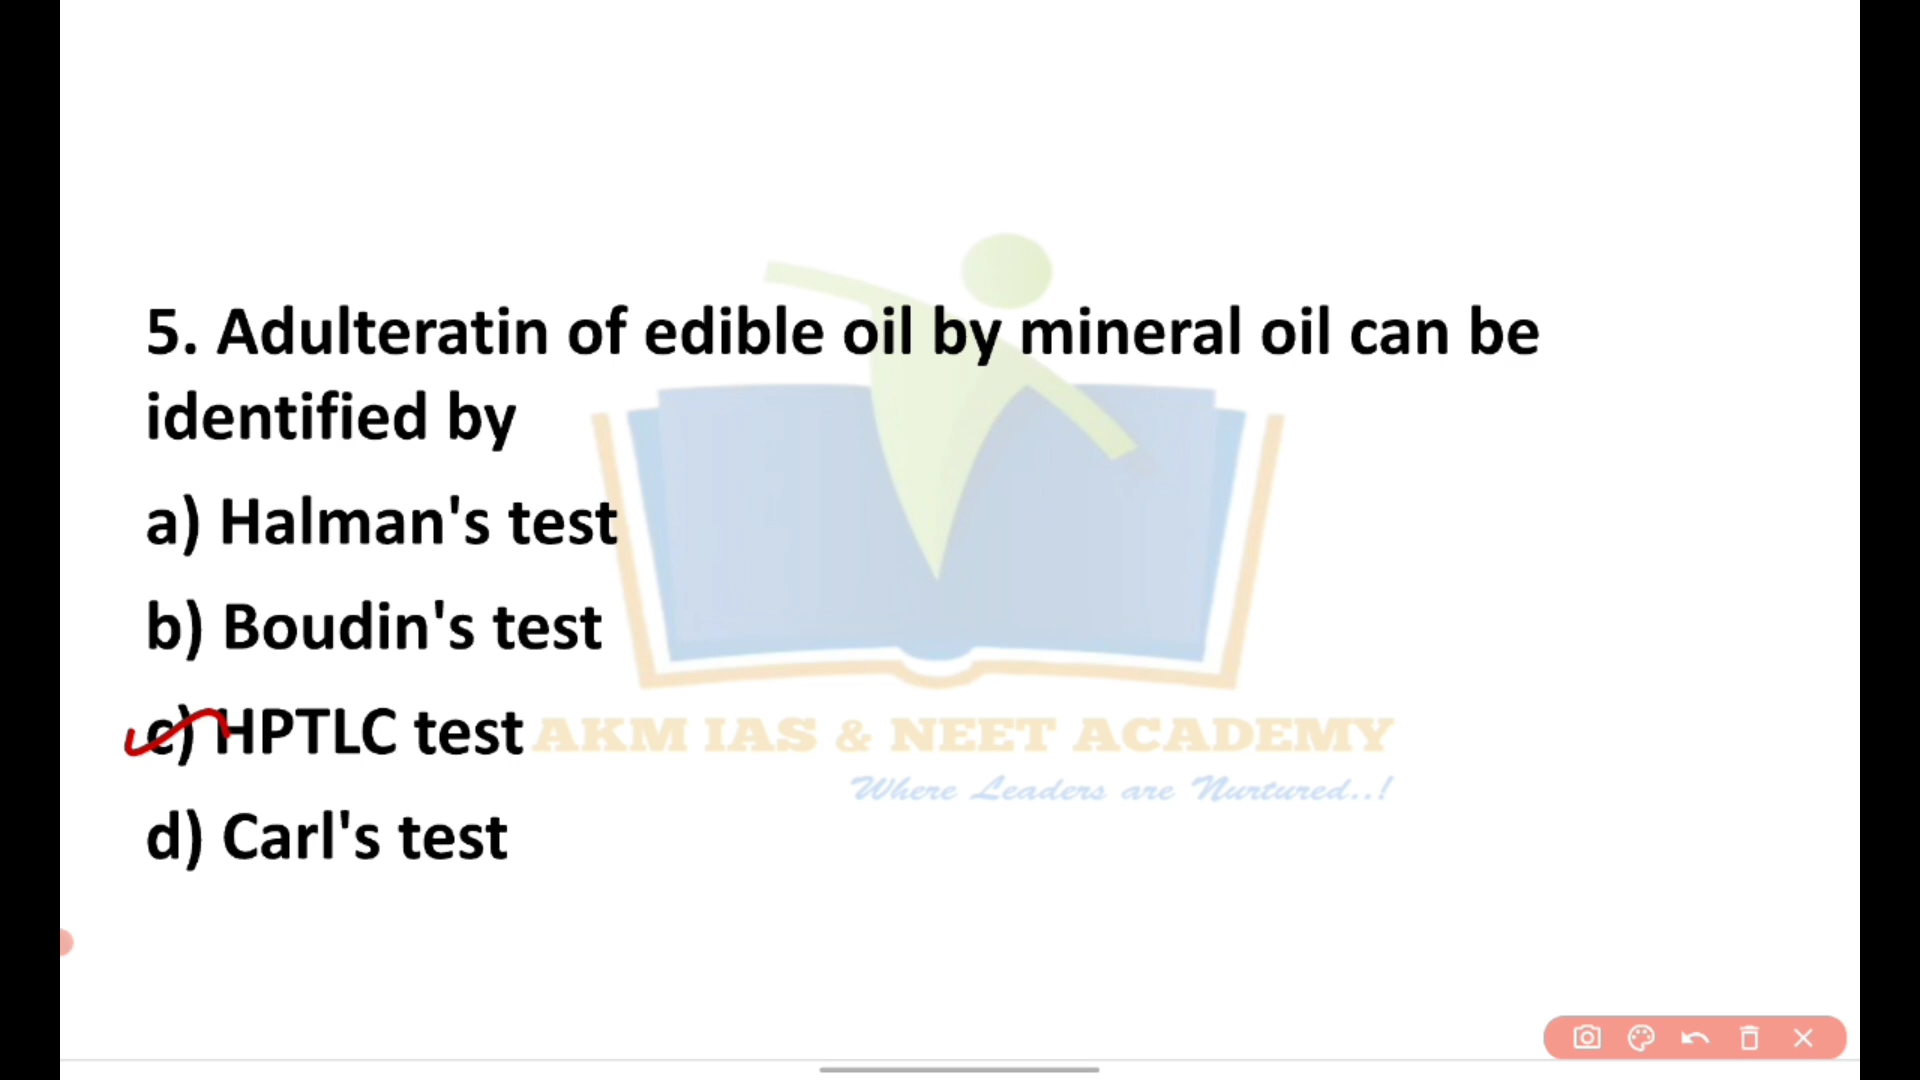 5. Adulteratin of edible oil by mineral oil can be
identified by
a) Halman's test
b) Boudin's test
c) HPTLC test
d) Carl's test
AKM IAS & NEET ACADEMY
Where Leaders are Nurtured..!